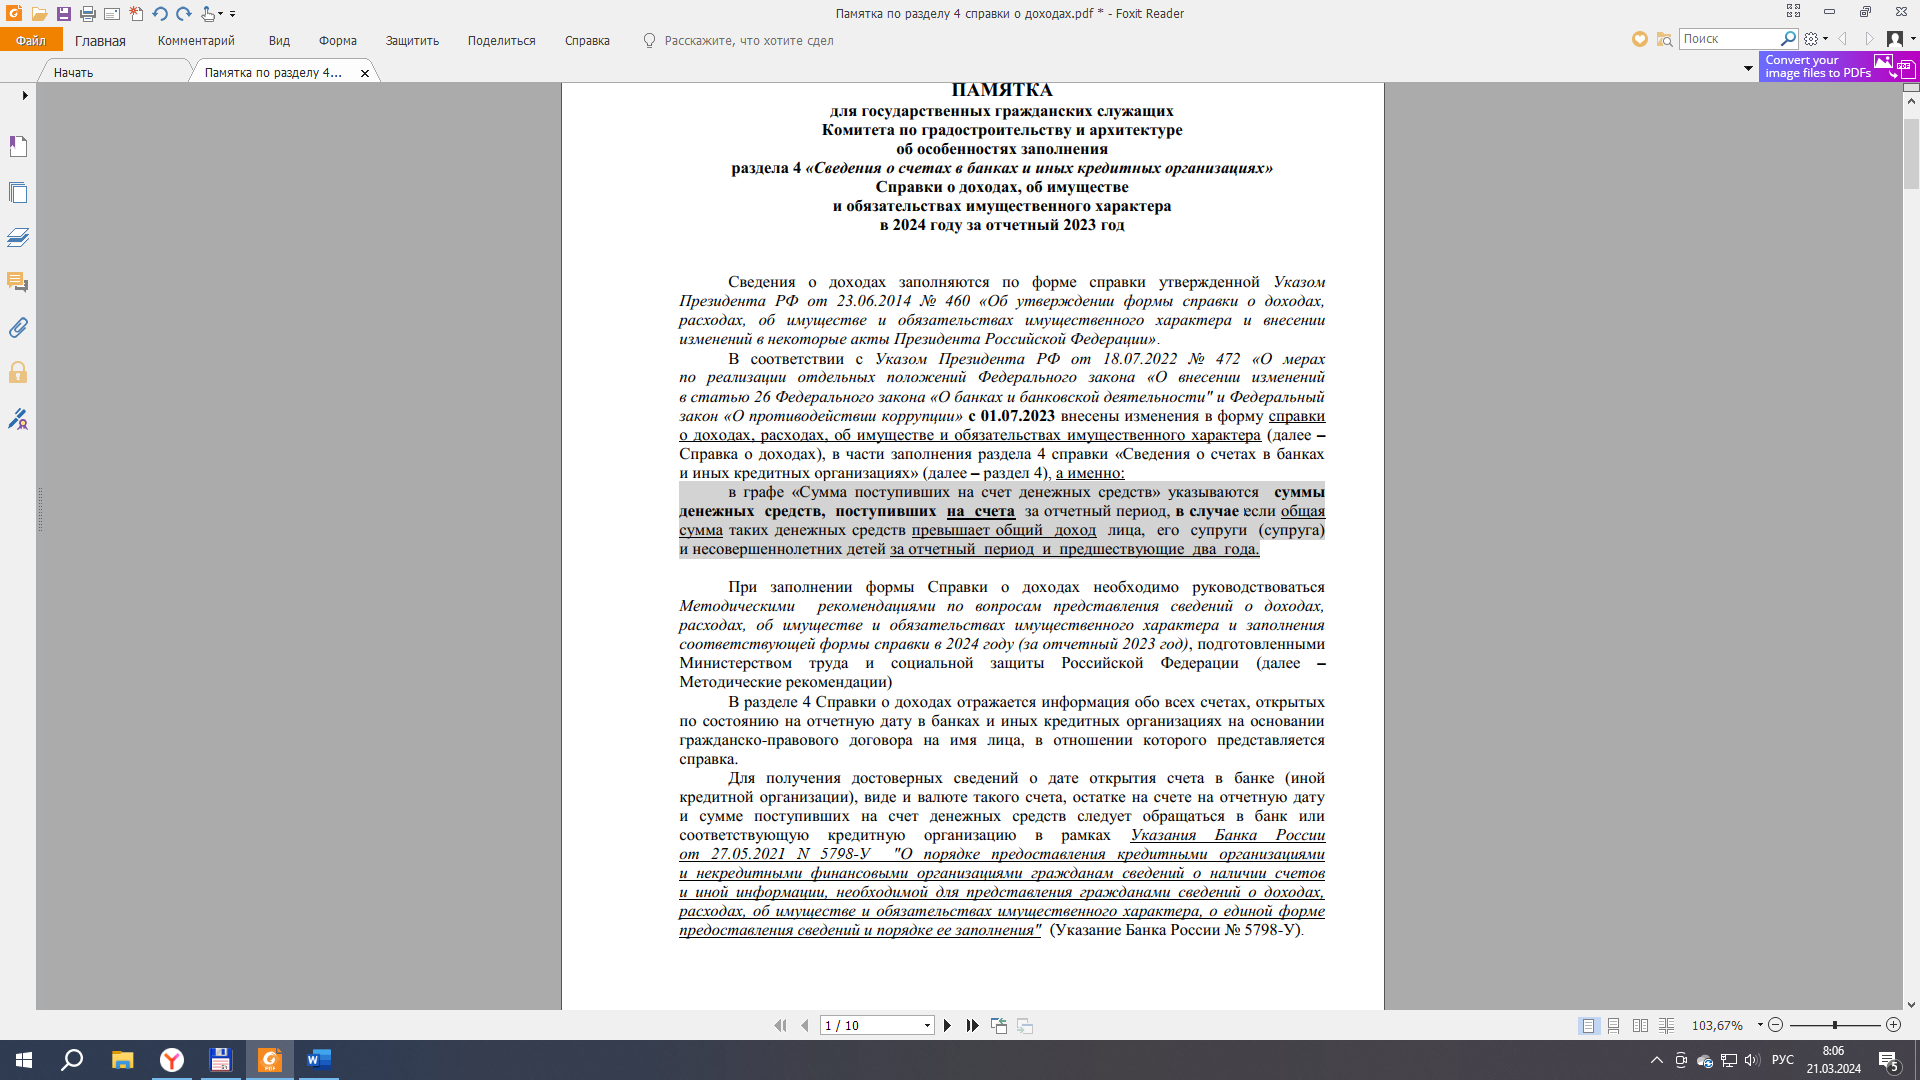 Памятка по разделу 4 справки о доходах.pdf * - Foxit Reader
Файл
Главная
Комментарий
Вид
Форма
Защитить
Поделиться
Справка
Расскажите, что хотите сдел
Поиск
Начать
Памятка по разделу 4...
Convert your
image files to PDFs
ПАМЯТКА
для государственных гражданских служащих
Комитета по градостроительству и архитектуре
об особенностях заполнения
раздела 4 «Сведения о счетах в банках и иных кредитных организациях»
Справки о доходах, об имуществе
и обязательствах имущественного характера
в 2024 году за отчетный 2023 год
Сведения о доходах заполняются по форме справки утвержденной Указом
Президента РФ от 23.06.2014 № 460 «Об утверждении формы справки о доходах,
расходах, об имуществе и обязательствах имущественного характера и внесении
изменений в некоторые акты Президента Российской Федерации».
В соответствии с Указом Президента РФ от 18.07.2022 № 472 «О мерах
по реализации отдельных положений Федерального закона «О внесении изменений
в статью 26 Федерального закона «О банках и банковской деятельности" и Федеральный
закон «О противодействии коррупции» с 01.07.2023 внесены изменения в форму справки
о доходах, расходах, об имуществе и обязательствах имущественного характера (далее –
Справка о доходах), в части заполнения раздела 4 справки «Сведения о счетах в банках
и иных кредитных организациях» (далее – раздел 4), а именно:
в графе «Сумма поступивших на счет денежных средств» указываются суммы
денежных средств, поступивших на счета за отчетный период, в случае если общая
сумма таких денежных средств превышает общий доход лица, его супруги (супруга)
и несовершеннолетних детей за отчетный период и предшествующие два года.
При заполнении формы Справки о доходах необходимо руководствоваться
Методическими рекомендациями по вопросам представления сведений о доходах,
расходах, об имуществе и обязательствах имущественного характера и заполнения
соответствующей формы справки в 2024 году (за отчетный 2023 год), подготовленными
Министерством труда и социальной защиты Российской Федерации (далее –
Методические рекомендации)
В разделе 4 Справки о доходах отражается информация обо всех счетах, открытых
по состоянию на отчетную дату в банках и иных кредитных организациях на основании
гражданско-правового договора на имя лица, в отношении которого представляется
справка.
Для получения достоверных сведений о дате открытия счета в банке (иной
кредитной организации), виде и валюте такого счета, остатке на счете на отчетную дату
и сумме поступивших на счет денежных средств следует обращаться в банк или
соответствующую кредитную организацию в рамках Указания Банка России
от 27.05.2021 N 5798-У "О порядке предоставления кредитными организациями
и некредитными финансовыми организациями гражданам сведений о наличии счетов
и иной информации, необходимой для представления гражданами сведений о доходах,
расходах, об имуществе и обязательствах имущественного характера, о единой форме
предоставления сведений и порядке ее заполнения" (Указание Банка России № 5798-У).
1 / 10
103,67%
РУС
8:06
21.03.2024
5